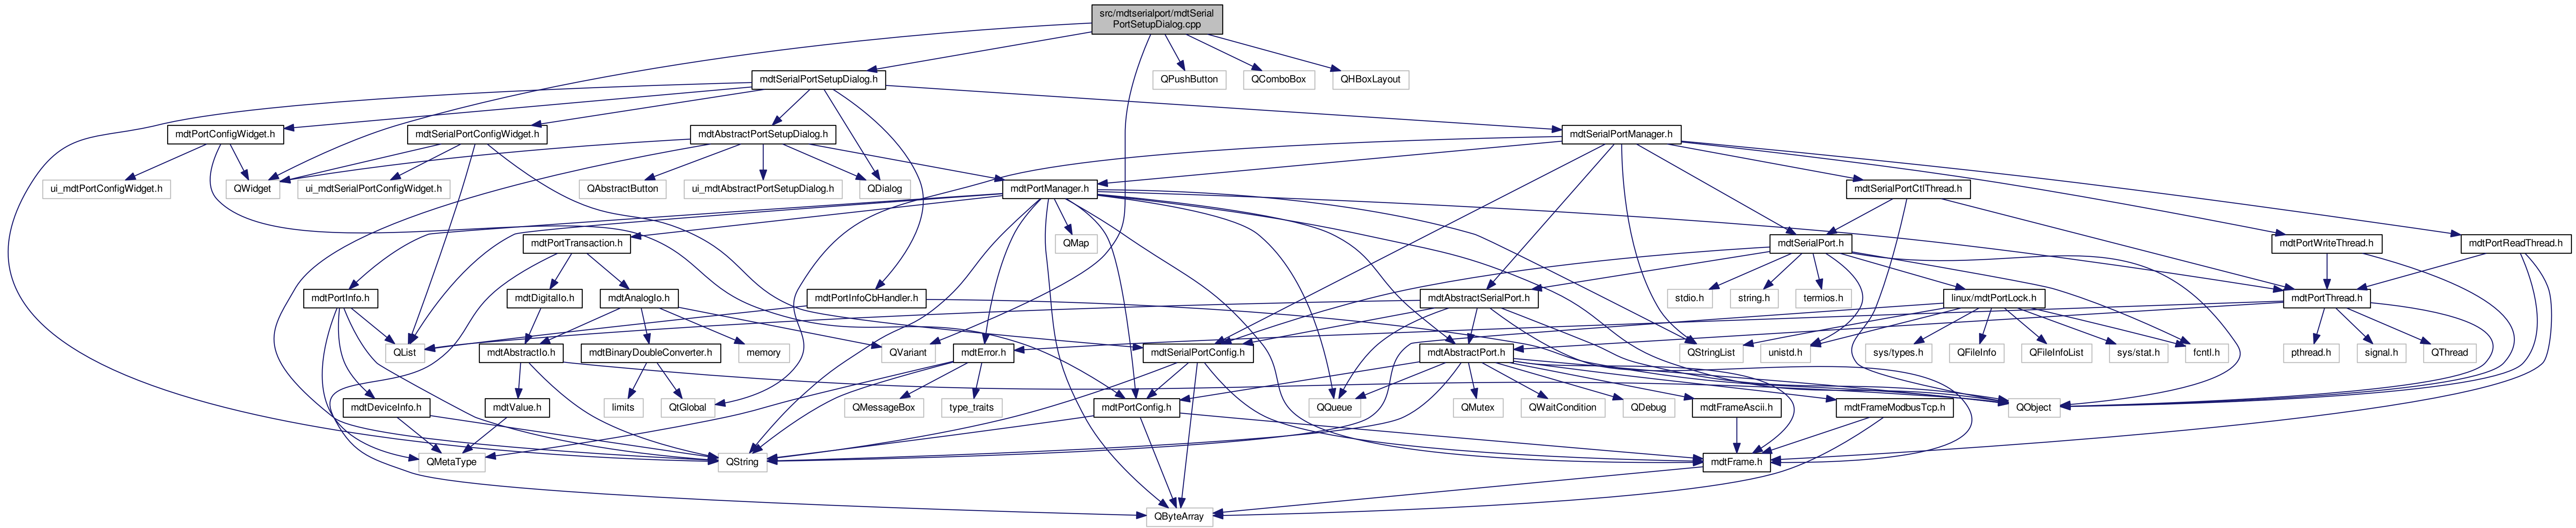 src/mdtserialport/mdtSerial
PortSetupDialog.cpp
mdtSerialPortSetupDialog.h
QPushButton
QComboBox
QHBoxLayout
mdtPortConfigWidget.h
mdtSerialPortConfigWidget.h
mdtAbstractPortSetupDialog.h
mdtSerialPortManager.h
ui_mdtPortConfigWidget.h
QWidget
ui_mdtSerialPortConfigWidget.h
QAbstractButton
ui_mdtAbstractPortSetupDialog.h
QDialog
mdtPortManager.h
mdtSerialPortCtlThread.h
mdtPortTransaction.h
QMap
mdtSerialPort.h
mdtPortWriteThread.h
mdtPortReadThread.h
mdtPortInfo.h
mdtDigitalIo.h
mdtAnalogIo.h
mdtPortInfoCbHandler.h
mdtAbstractSerialPort.h
stdio.h
string.h
termios.h
linux/mdtPortLock.h
mdtPortThread.h
QList
mdtAbstractIo.h
mdtBinaryDoubleConverter.h
memory
QVariant
mdtError.h
mdtSerialPortConfig.h
mdtAbstractPort.h
QStringList
unistd.h
sys/types.h
QFileInfo
QFileInfoList
sys/stat.h
fcntl.h
pthread.h
signal.h
QThread
mdtDeviceInfo.h
mdtValue.h
limits
QtGlobal
QMessageBox
type_traits
mdtPortConfig.h
QQueue
QMutex
QWaitCondition
QDebug
mdtFrameAscii.h
mdtFrameModbusTcp.h
QObject
QMetaType
QString
mdtFrame.h
QByteArray